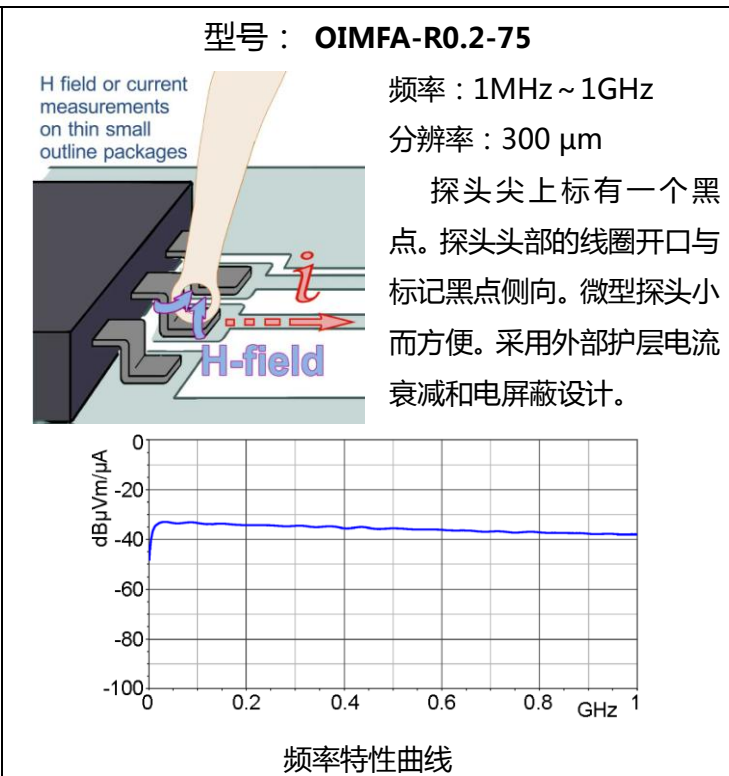 型号： OIMFA-R0.2-75
H field or current
measurements
on thin small
outline packages
i
H-field
频率：1MHz～1GHz
分辨率：300 μm
探头尖上标有一个黑
点。探头头部的线圈开口与
标记黑点侧向。微型探头小
而方便。采用外部护层电流
衰减和电屏蔽设计。
dBμVm/μA
0
-20
-40
-60
-80
-100
0 0.2 0.4 0.6 0.8 GHz 1
频率特性曲线